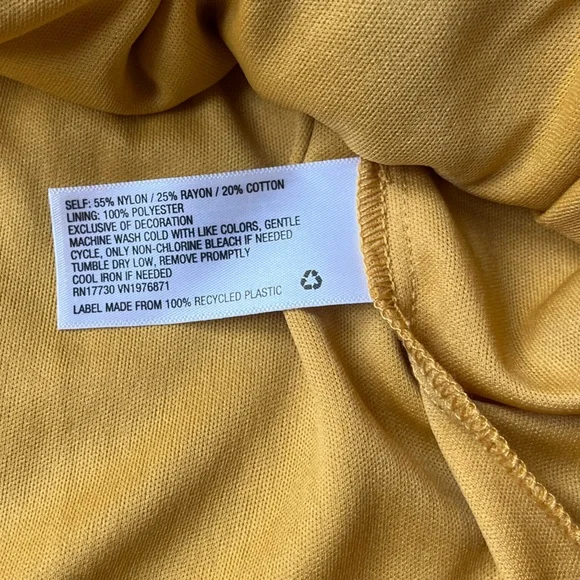 SELF: 55% NYLON / 25% RAYON / 20% COTTON
LINING: 100% POLYESTER
EXCLUSIVE OF DECORATION
MACHINE WASH COLD WITH LIKE COLORS, GENTLE
CYCLE, ONLY NON-CHLORINE BLEACH IF NEEDED
TUMBLE DRY LOW, REMOVE PROMPTLY
COOL IRON IF NEEDED
RN17730 VN1976871
LABEL MADE FROM 100% RECYCLED PLASTIC